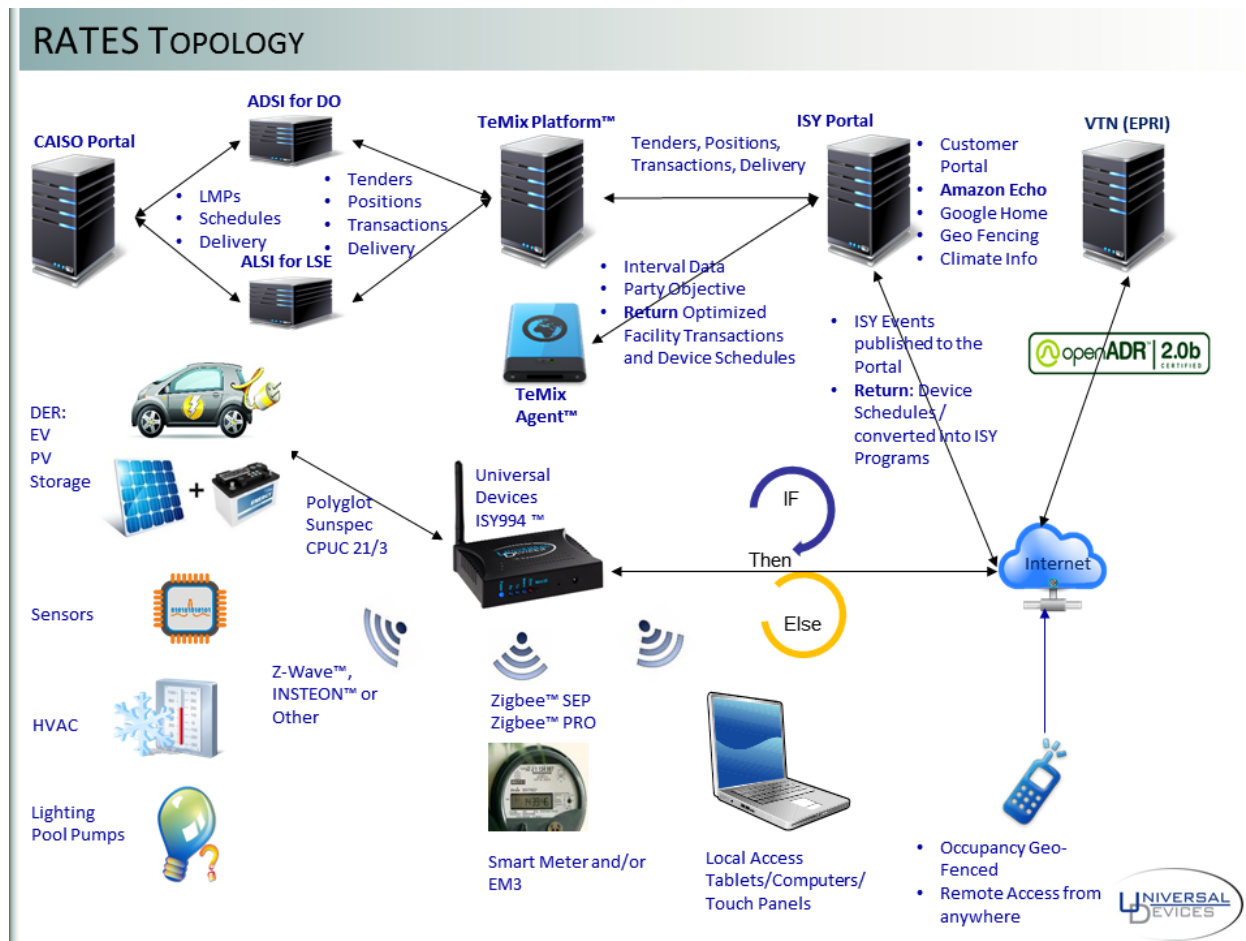 RATES TOPOLOGY
ADSI for DO
CAISO Portal
TeMix Platform™
ISY Portal
VTN (EPRI)
• LMPs
• Schedules
• Delivery
• Tenders
• Positions
• Transactions
• Delivery
ALSI for LSE
Tenders, Positions,
Transactions, Delivery
• Customer
Portal
• Amazon Echo
• Google Home
• Geo Fencing
• Climate Info
• Interval Data
• Party Objective
• Return Optimized
Facility Transactions
and Device Schedules
TeMix
Agent™
• ISY Events
published to the
Portal
• Return: Device
Schedules /
converted into ISY
Programs
openADR™ 2.0b
CERTIFIED
DER:
EV
PV
Storage
+
ENERGY
Polyglot
Sunspec
CPUC 21/3
Universal
Devices
ISY994 ™
IF
Then
Else
Internet
Sensors
Z-Wave™,
INSTEON™ or
Other
Zigbee™ SEP
Zigbee™ PRO
HVAC
Lighting
Pool Pumps
Smart Meter and/or
EM3
Local Access
Tablets/Computers/
Touch Panels
• Occupancy Geo-
Fenced
• Remote Access from
anywhere
UNIVERSAL
DEVICES